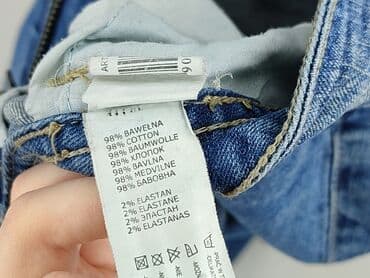 ART
90
98% BAWEŁNA
98% COTTON
98% BAUMWOLLE
98% ХЛОПОК
98% BAVLNA
98% MEDVILNE
98% БАВОВНА
2% ELASTAN
2% ELASTANE
2% ЭЛАСТАН
2% ELASTANAS